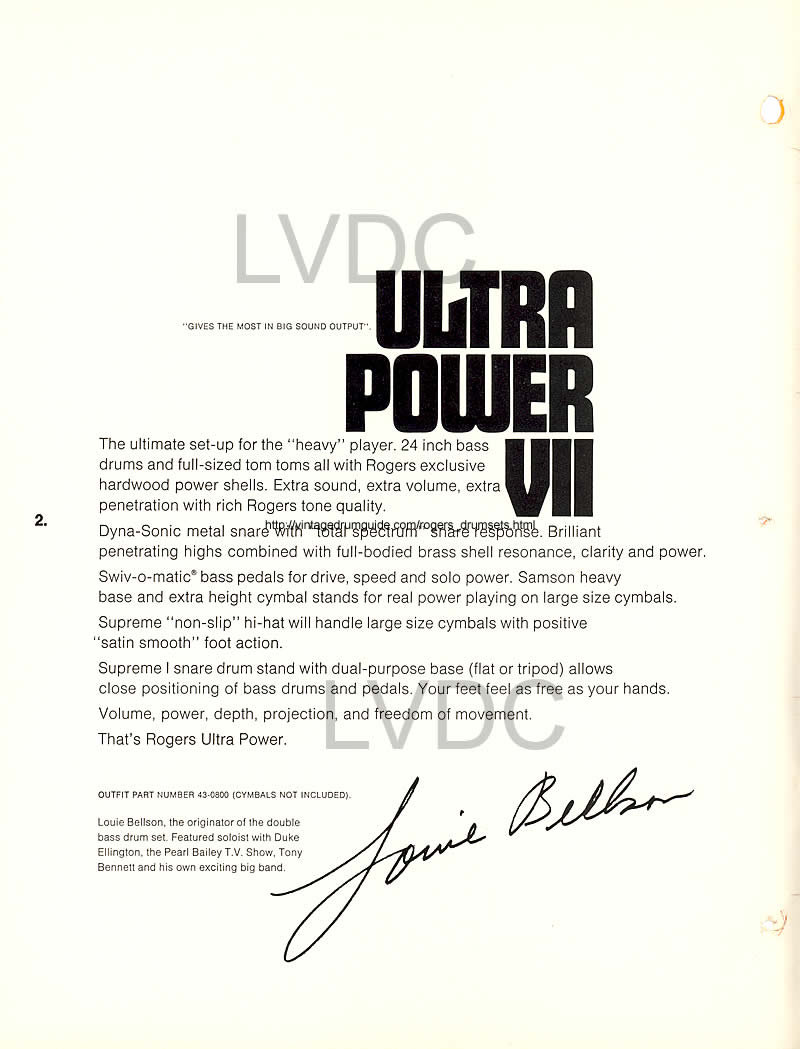 LVDC
"GIVES THE MOST IN BIG SOUND OUTPUT".
ULTRA
POWER
VII
The ultimate set-up for the "heavy" player. 24 inch bass
drums and full-sized tom toms all with Rogers exclusive
hardwood power shells. Extra sound, extra volume, extra
penetration with rich Rogers tone quality.
2.
http://vintagedrumguide.com/rogers_drumsets.html
Dyna-Sonic metal snare with "total spectrum" snare response. Brilliant
penetrating highs combined with full-bodied brass shell resonance, clarity and power.
Swiv-o-matic® bass pedals for drive, speed and solo power. Samson heavy
base and extra height cymbal stands for real power playing on large size cymbals.
Supreme "non-slip" hi-hat will handle large size cymbals with positive
"satin smooth" foot action.
Supreme I snare drum stand with dual-purpose base (flat or tripod) allows
close positioning of bass drums and pedals. Your feet feel as free as your hands.
LVDC
Volume, power, depth, projection, and freedom of movement.
That's Rogers Ultra Power.
OUTFIT PART NUMBER 43-0800 (CYMBALS NOT INCLUDED).
Louie Bellson, the originator of the double
bass drum set. Featured soloist with Duke
Ellington, the Pearl Bailey T.V. Show, Tony
Bennett and his own exciting big band.
Louie Bellson